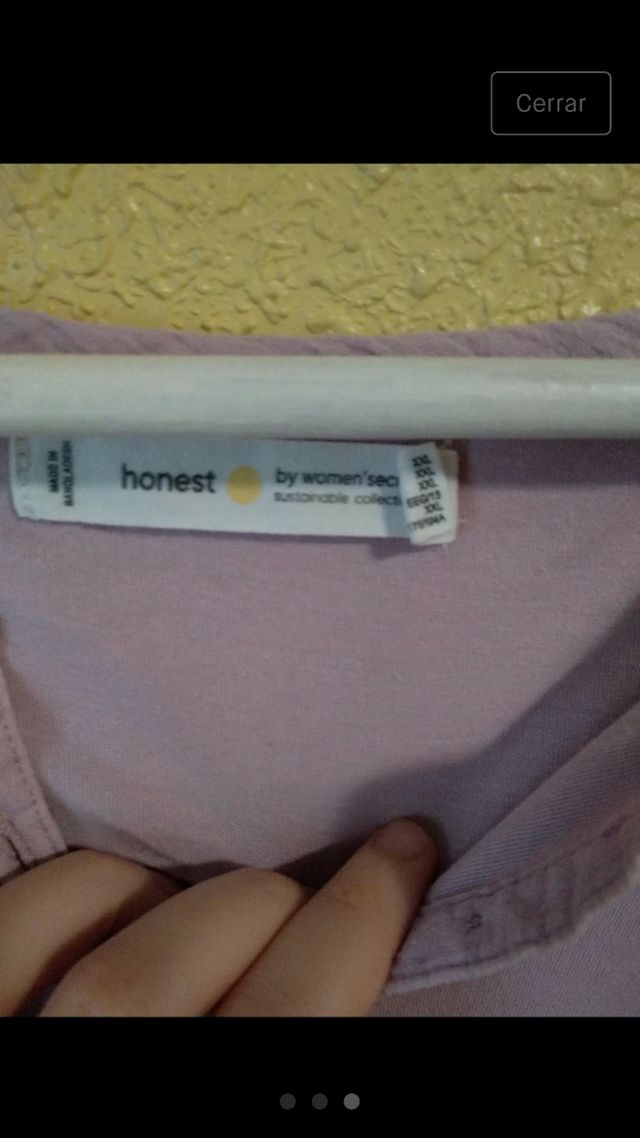 Cerrar
MADE IN
BANGLADESH
honest
by women'sec
sustainable collect
XXL
XXL
XXL
XXL